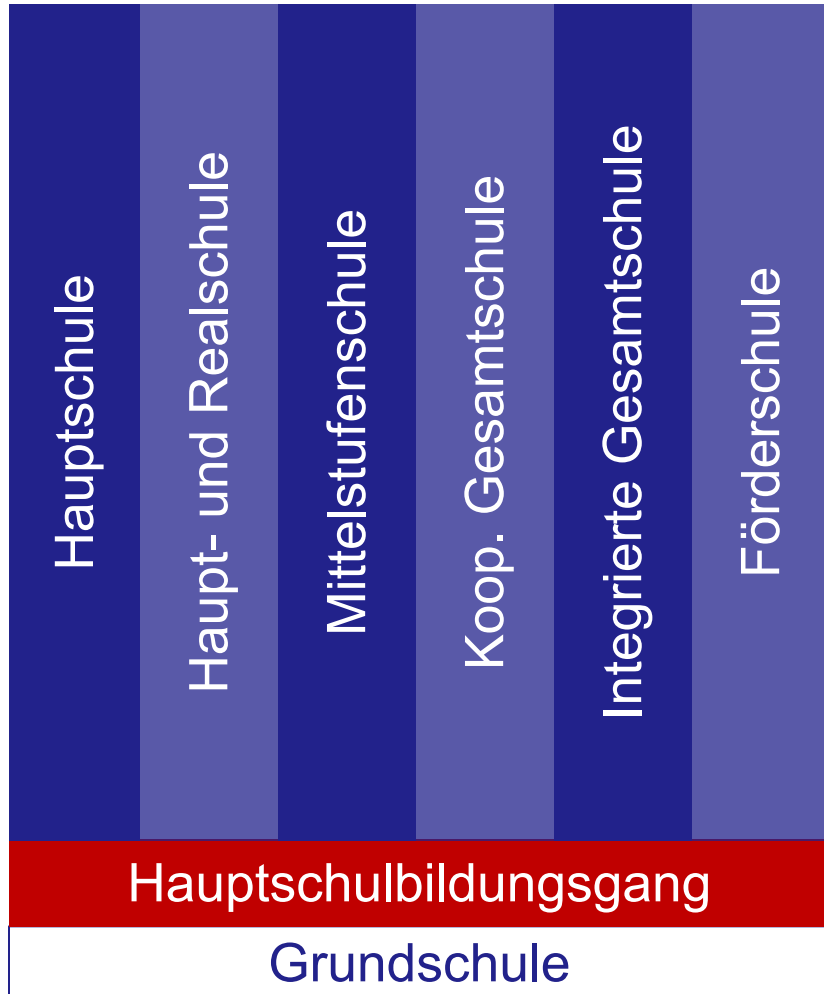 Hauptschule
Haupt- und Realschule
Mittelstufenschule
Koop. Gesamtschule
Integrierte Gesamtschule
Förderschule
Hauptschulbildungsgang
Grundschule